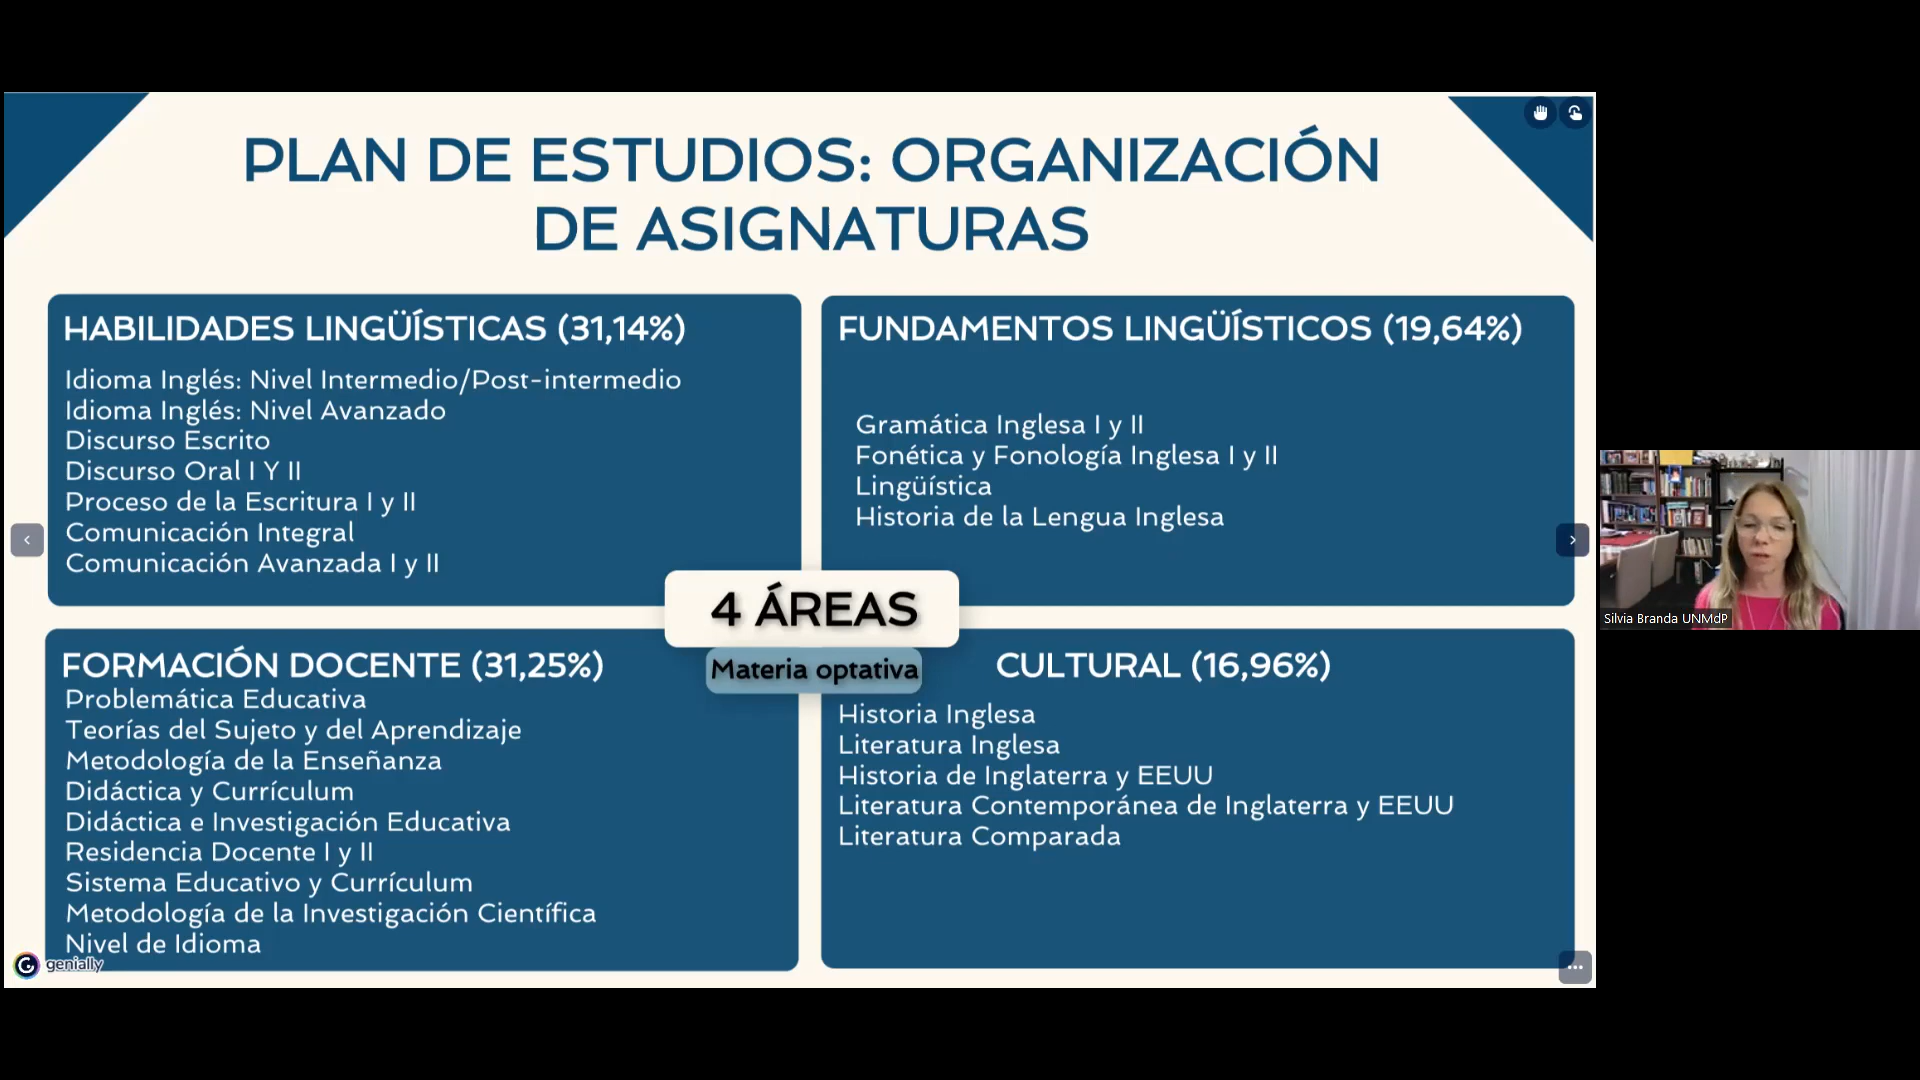 PLAN DE ESTUDIOS: ORGANIZACIÓN
DE ASIGNATURAS
HABILIDADES LINGÜÍSTICAS (31,14%)
Idioma Inglés: Nivel Intermedio/Post-intermedio
Idioma Inglés: Nivel Avanzado
Discurso Escrito
Discurso Oral I Y II
Proceso de la Escritura I y II
Comunicación Integral
Comunicación Avanzada I y II
FUNDAMENTOS LINGÜÍSTICOS (19,64%)
Gramática Inglesa I y II
Fonética y Fonología Inglesa I y II
Lingüística
Historia de la Lengua Inglesa
4 ÁREAS
Materia optativa
FORMACIÓN DOCENTE (31,25%)
Problemática Educativa
Teorías del Sujeto y del Aprendizaje
Metodología de la Enseñanza
Didáctica y Currículum
Didáctica e Investigación Educativa
Residencia Docente I y II
Sistema Educativo y Currículum
Metodología de la Investigación Científica
Nivel de Idioma
CULTURAL (16,96%)
Historia Inglesa
Literatura Inglesa
Historia de Inglaterra y EEUU
Literatura Contemporánea de Inglaterra y EEUU
Literatura Comparada
genially
Silvia Branda UNMdP